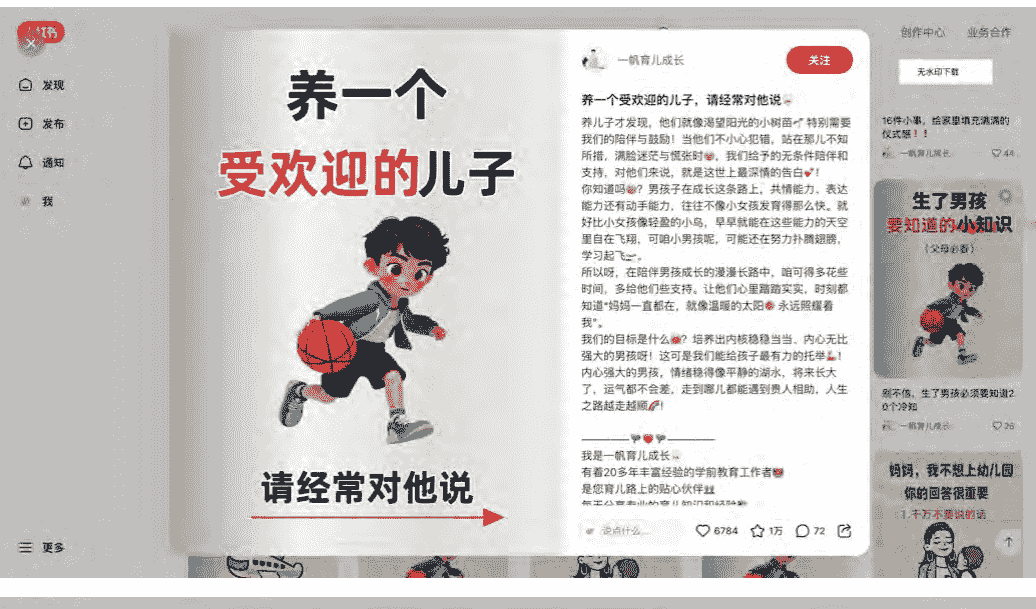 发现
发布
通知
我
更多
养一个
受欢迎的儿子
请经常对他说
一帆育儿成长
关注
养一个受欢迎的儿子，请经常对他说
养儿子才发现，他们就像渴望阳光的小树苗 特别需要
我们的陪伴与鼓励！当他们不小心犯错，站在那儿不知
所措，满脸迷茫与慌张时，我们给予的无条件陪伴和
支持，对他们来说，就是这世上最深情的告白！
你知道吗？男孩子在成长这条路上，共情能力、表达
能力还有动手能力，往往不像小女孩发育得那么快。就
好比小女孩像轻盈的小鸟，早早就能在这些能力的天空
里自在飞翔，可咱小男孩呢，可能还在努力扑腾翅膀，
学习起飞。
所以呀，在陪伴男孩成长的漫漫长路中，咱可得多花些
时间，多给他们些支持。让他们心里踏踏实实，时刻都
知道“妈妈一直都在，就像温暖的太阳 永远照耀着
我”。
我们的目标是什么？培养出内核稳稳当当、内心无比
强大的男孩呀！这可是我们能给孩子最有力的托举！
内心强大的男孩，情绪稳得像平静的湖水，将来长大
了，运气都不会差，走到哪儿都能遇到贵人相助，人生
之路越走越顺！
我是一帆育儿成长
有着20多年丰富经验的学前教育工作者
是您育儿路上的贴心伙伴
说点什么...
6784
1万
72
创作中心
业务合作
无水印下载
16件小事，给家里填充满满的
仪式感！！
一帆育儿成长
44
生了男孩
要知道的小知识
（父母必看）
别不信，生了男孩必须要知道2
0个冷知
一帆育儿成长
26
妈妈，我不想上幼儿园
你的回答很重要
1.千万不要说的话